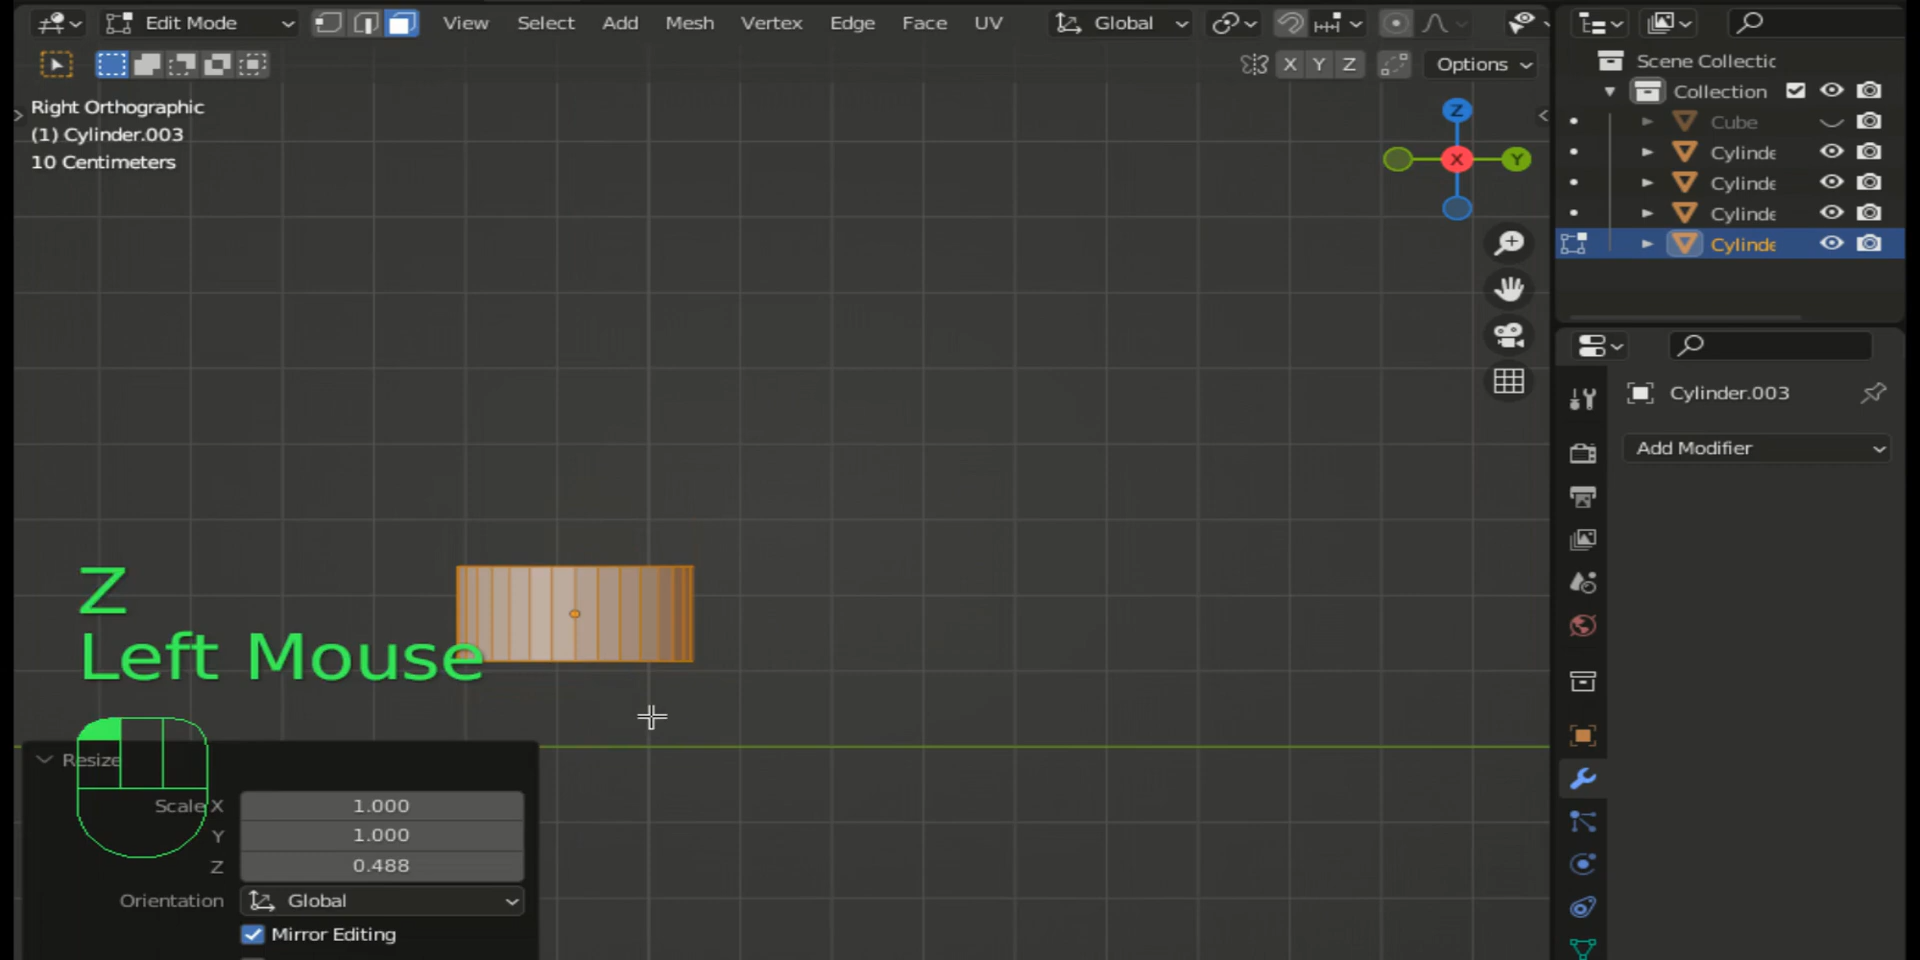 Edit Mode View Select Add Mesh Vertex Edge Face UV Global
X Y Z Options
Right Orthographic
(1) Cylinder.003
10 Centimeters
Z
X Y
Z
Left Mouse
Resize
Scale X 1.000
Y 1.000
Z 0.488
Orientation Global
Mirror Editing
Scene Collectic
Collection
Cube
Cylinde
Cylinde
Cylinde
Cylinde
Cylinder.003
Add Modifier